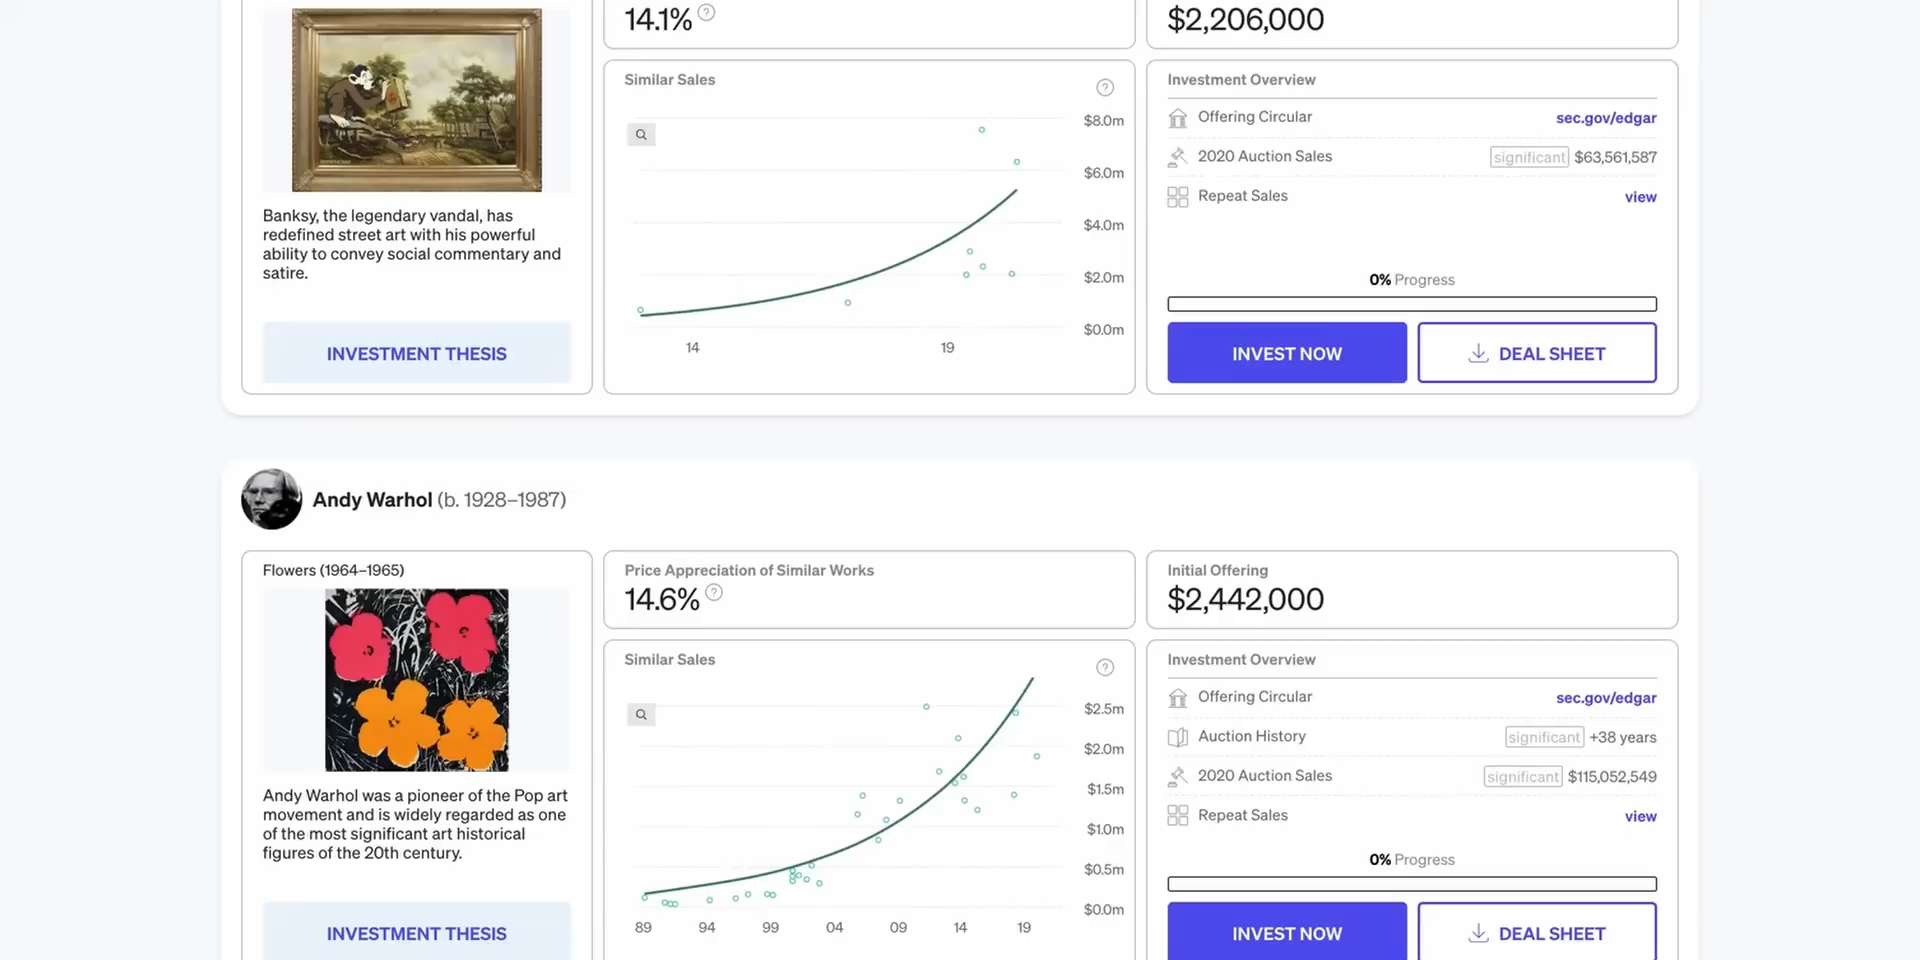 14.1%
$2,206,000
Banksy, the legendary vandal, has
redefined street art with his powerful
ability to convey social commentary and
satire.
INVESTMENT THESIS
Similar Sales
$8.0m
$6.0m
$4.0m
$2.0m
$0.0m
14 19
Investment Overview
Offering Circular sec.gov/edgar
2020 Auction Sales significant $63,561,587
Repeat Sales view
0% Progress
INVEST NOW DEAL SHEET
Andy Warhol (b. 1928–1987)
Flowers (1964–1965)
Andy Warhol was a pioneer of the Pop art
movement and is widely regarded as one
of the most significant art historical
figures of the 20th century.
INVESTMENT THESIS
Price Appreciation of Similar Works
14.6%
Similar Sales
$2.5m
$2.0m
$1.5m
$1.0m
$0.5m
$0.0m
89 94 99 04 09 14 19
Initial Offering
$2,442,000
Investment Overview
Offering Circular sec.gov/edgar
Auction History significant +38 years
2020 Auction Sales significant $115,052,549
Repeat Sales view
0% Progress
INVEST NOW DEAL SHEET